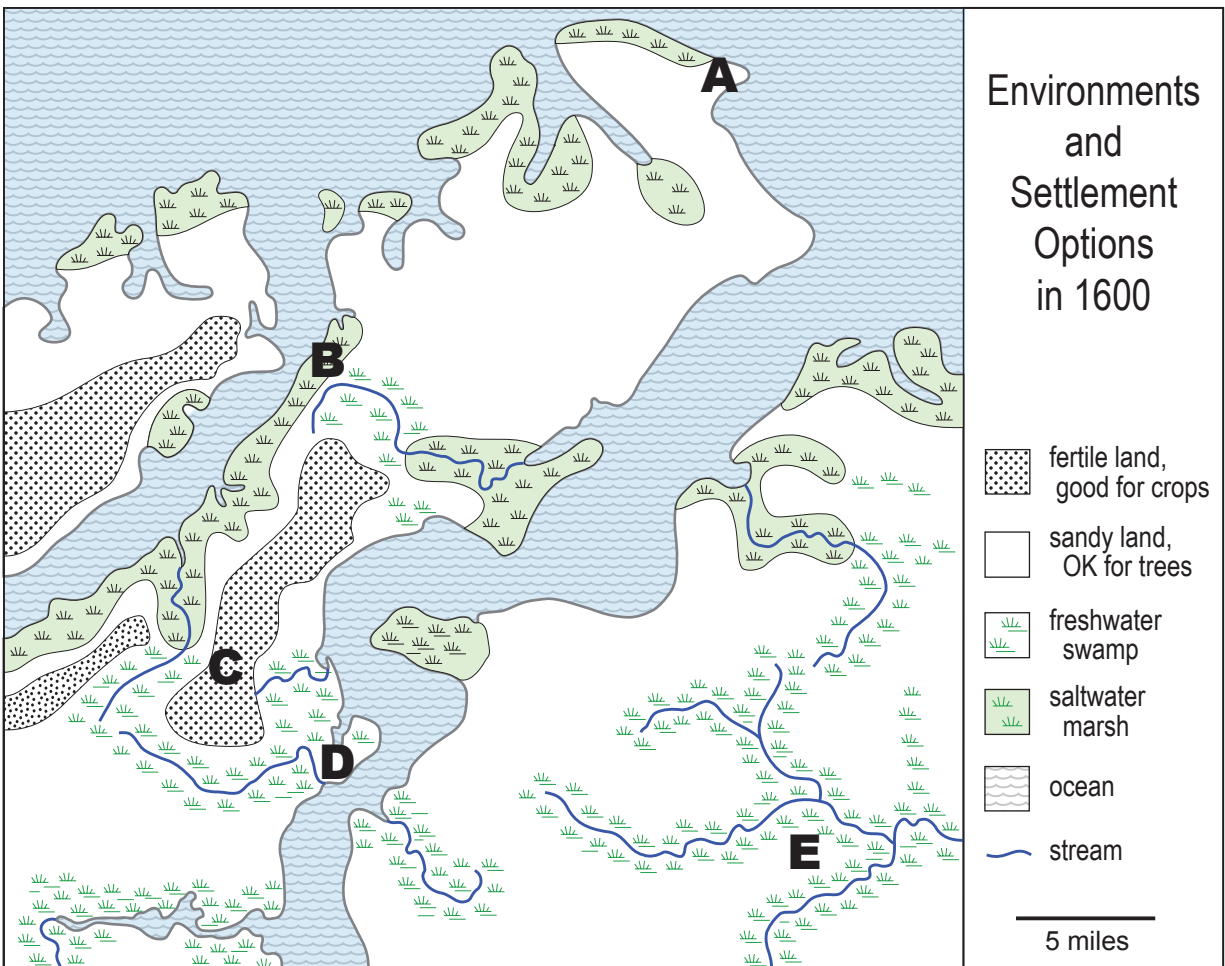 Environments
and
Settlement
Options
in 1600
A
B
C
D
E
fertile land,
good for crops
sandy land,
OK for trees
freshwater
swamp
saltwater
marsh
ocean
stream
5 miles